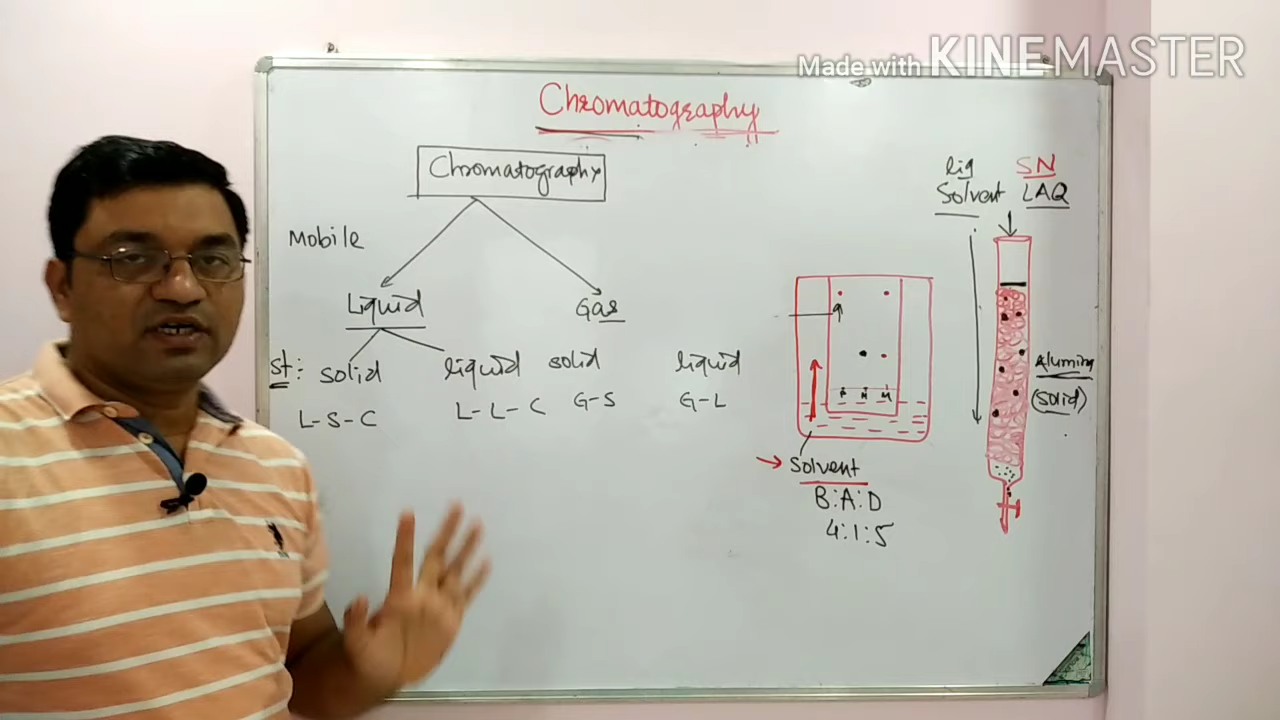 Made with KINEMASTER
Chromatography
Chromatography
Mobile
Liquid Gas
st: solid liquid solid liquid
L-S-C L-L-C G-S G-L
Solvent
B:A:D
4:1:5
liq SN
Solvent LAQ
Alumina
(solid)